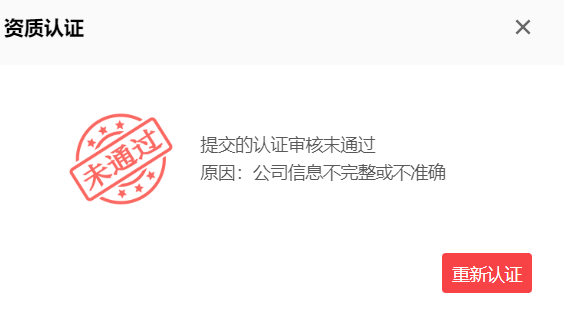 资质认证
未通过
提交的认证审核未通过
原因：公司信息不完整或不准确
重新认证